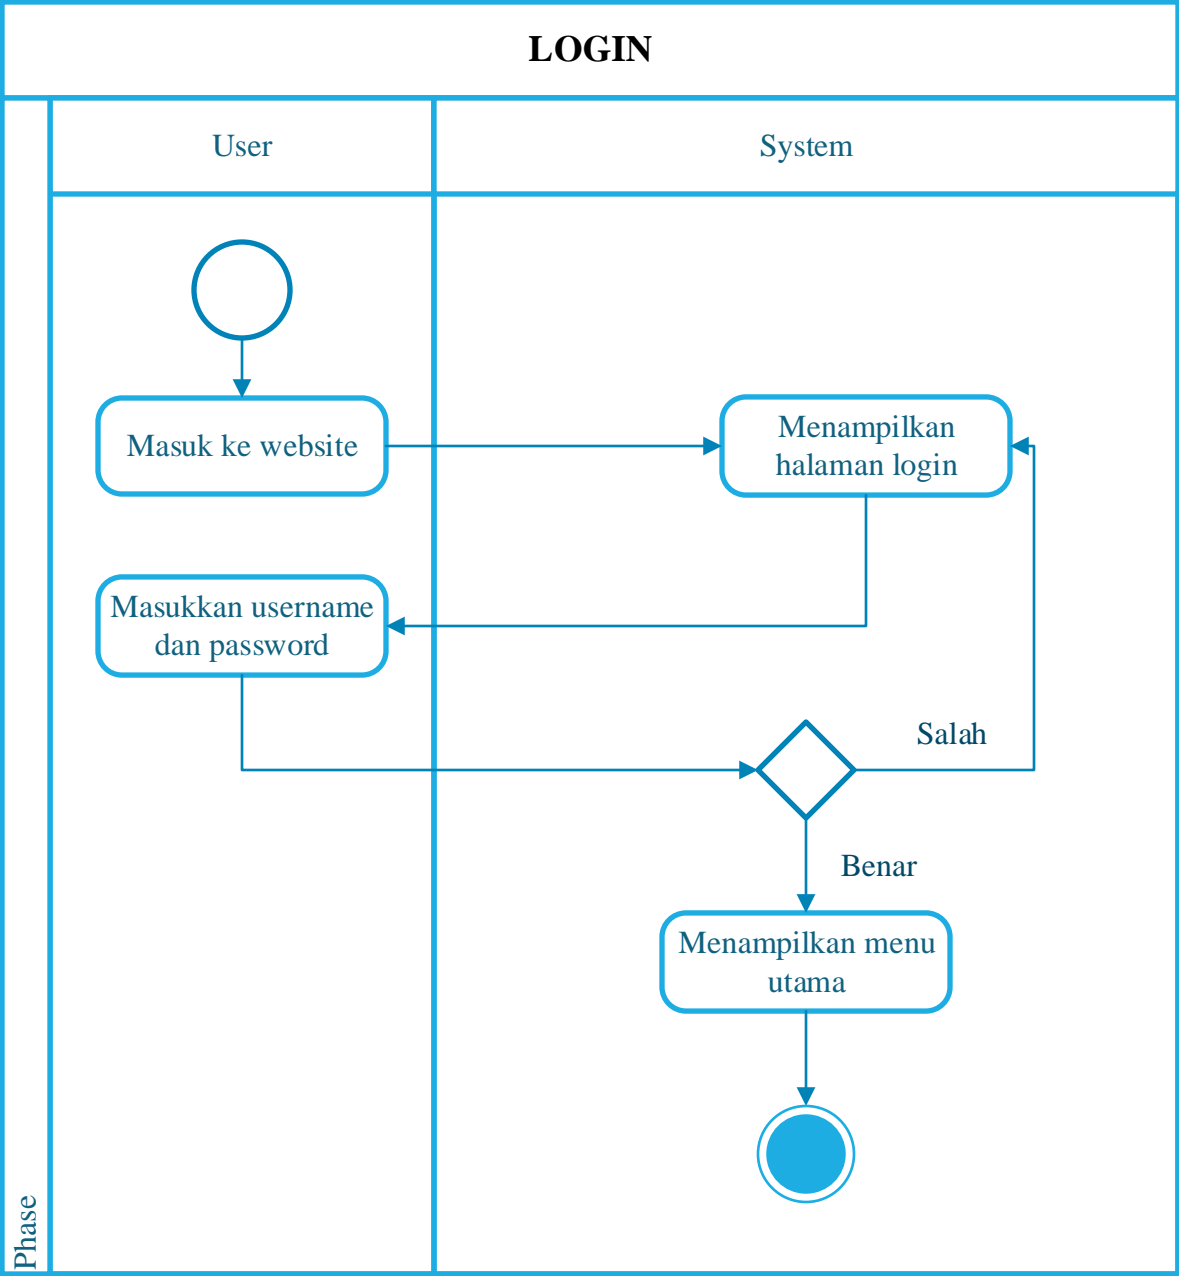 LOGIN
User
System
Masuk ke website
Menampilkan
halaman login
Masukkan username
dan password
Salah
Benar
Menampilkan menu
utama
Phase